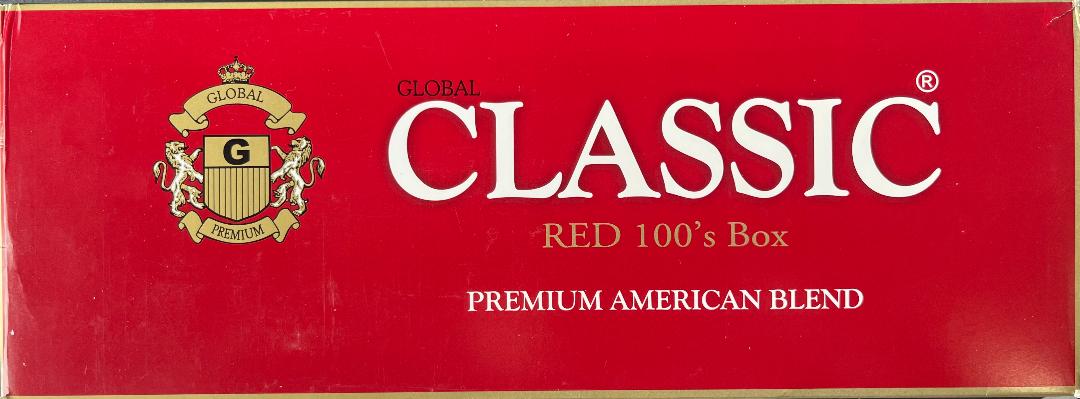 GLOBAL
G
PREMIUM
GLOBAL
CLASSIC®
RED 100's Box
PREMIUM AMERICAN BLEND